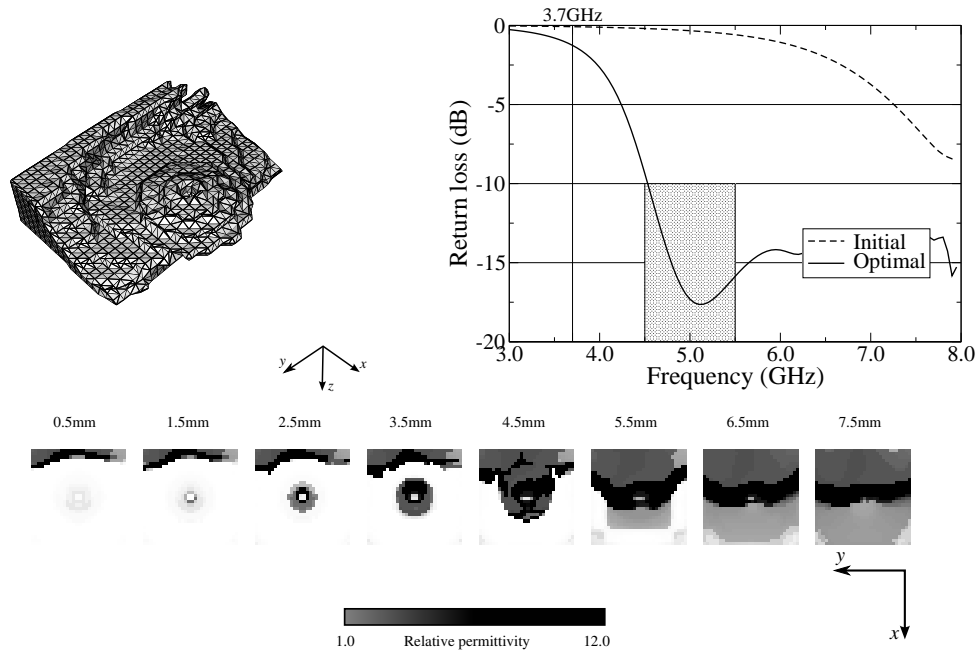 3.7GHz
0
-5
-10
-15
-20
Return loss (dB)
Initial
Optimal
3.0
4.0
5.0
6.0
7.0
8.0
Frequency (GHz)
y
x
z
0.5mm
1.5mm
2.5mm
3.5mm
4.5mm
5.5mm
6.5mm
7.5mm
y
x
1.0
Relative permittivity
12.0